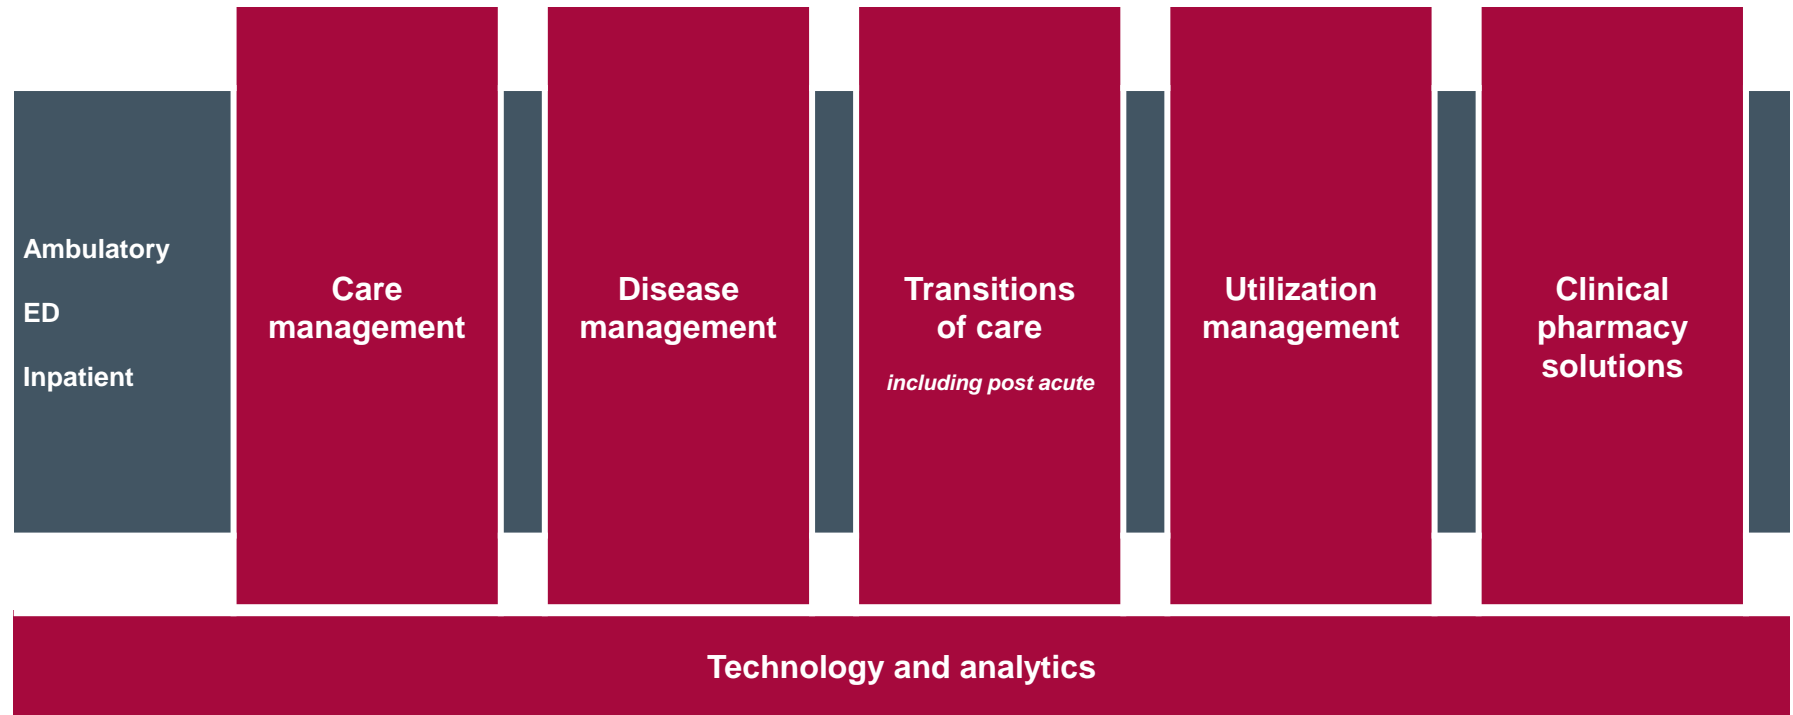 Ambulatory
ED
Inpatient
Care
management
Disease
management
Transitions
of care
including post acute
Utilization
management
Clinical
pharmacy
solutions
Technology and analytics